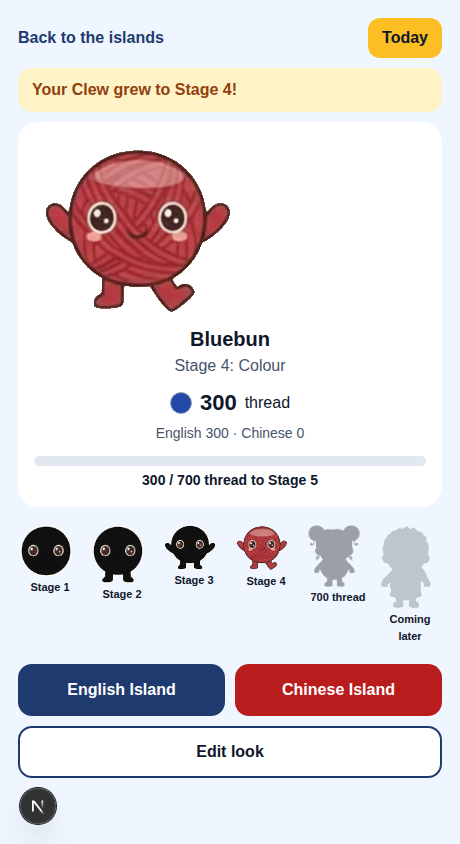 Back to the islands
Today
Your Clew grew to Stage 4!
Bluebun
Stage 4: Colour
300 thread
English 300 · Chinese 0
300 / 700 thread to Stage 5
Stage 1
Stage 2
Stage 3
Stage 4
700 thread
Coming
later
English Island
Chinese Island
Edit look
N